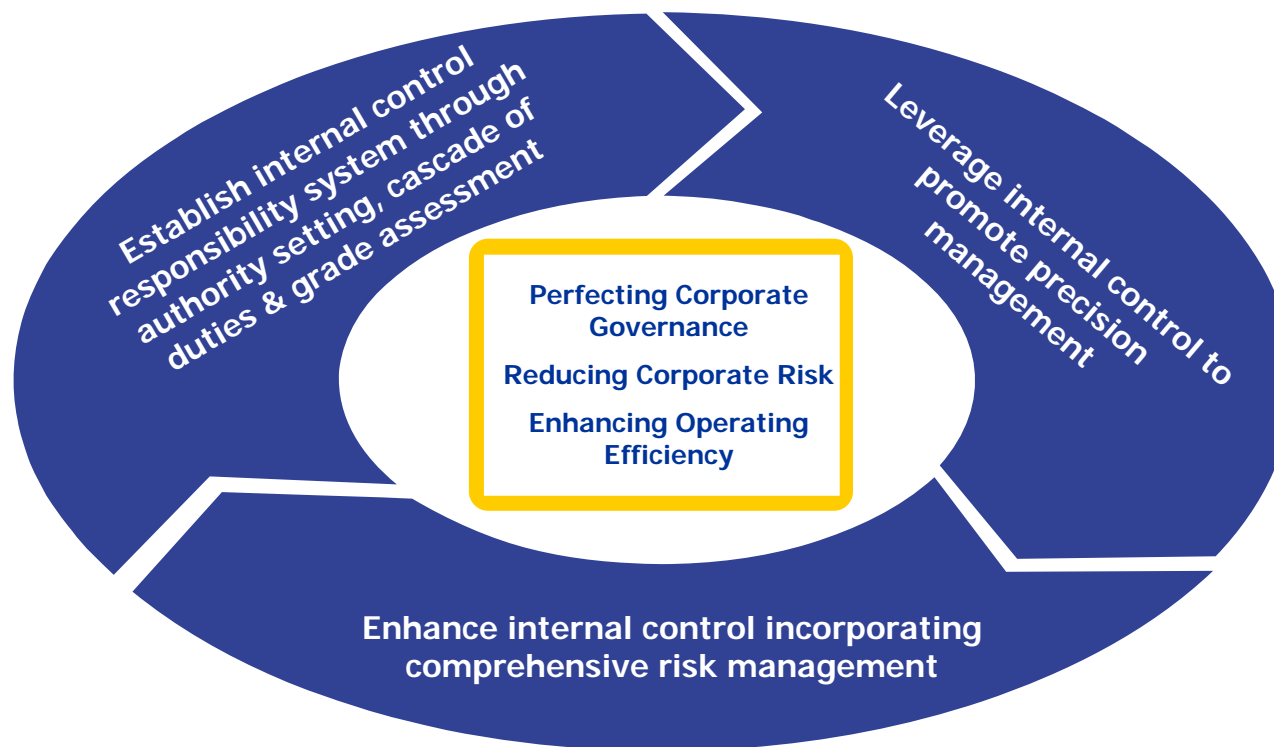 Establish internal control
responsibility system through
authority setting, cascade of
duties & grade assessment
Leverage internal control to
promote precision
management
Perfecting Corporate
Governance
Reducing Corporate Risk
Enhancing Operating
Efficiency
Enhance internal control incorporating
comprehensive risk management